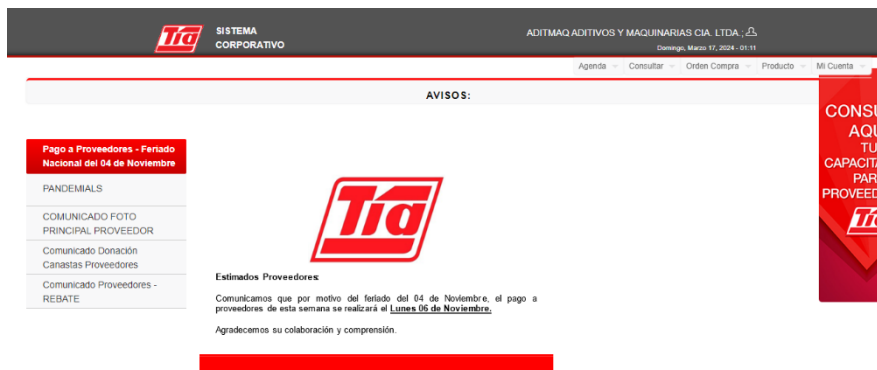 Tía
SISTEMA
CORPORATIVO
ADITMAQ ADITIVOS Y MAQUINARIAS CIA. LTDA.;
Domingo, Marzo 17, 2024 - 01:11
Agenda Consultar Orden Compra Producto Mi Cuenta
AVISOS:
Pago a Proveedores - Feriado
Nacional del 04 de Noviembre
PANDEMIALS
COMUNICADO FOTO
PRINCIPAL PROVEEDOR
Comunicado Donación
Canastas Proveedores
Comunicado Proveedores -
REBATE
Tía
Estimados Proveedores:
Comunicamos que por motivo del feriado del 04 de Noviembre, el pago a
proveedores de esta semana se realizará el Lunes 06 de Noviembre.
Agradecemos su colaboración y comprensión.
CONSU
AQU
TU
CAPACITA
PAR
PROVEED